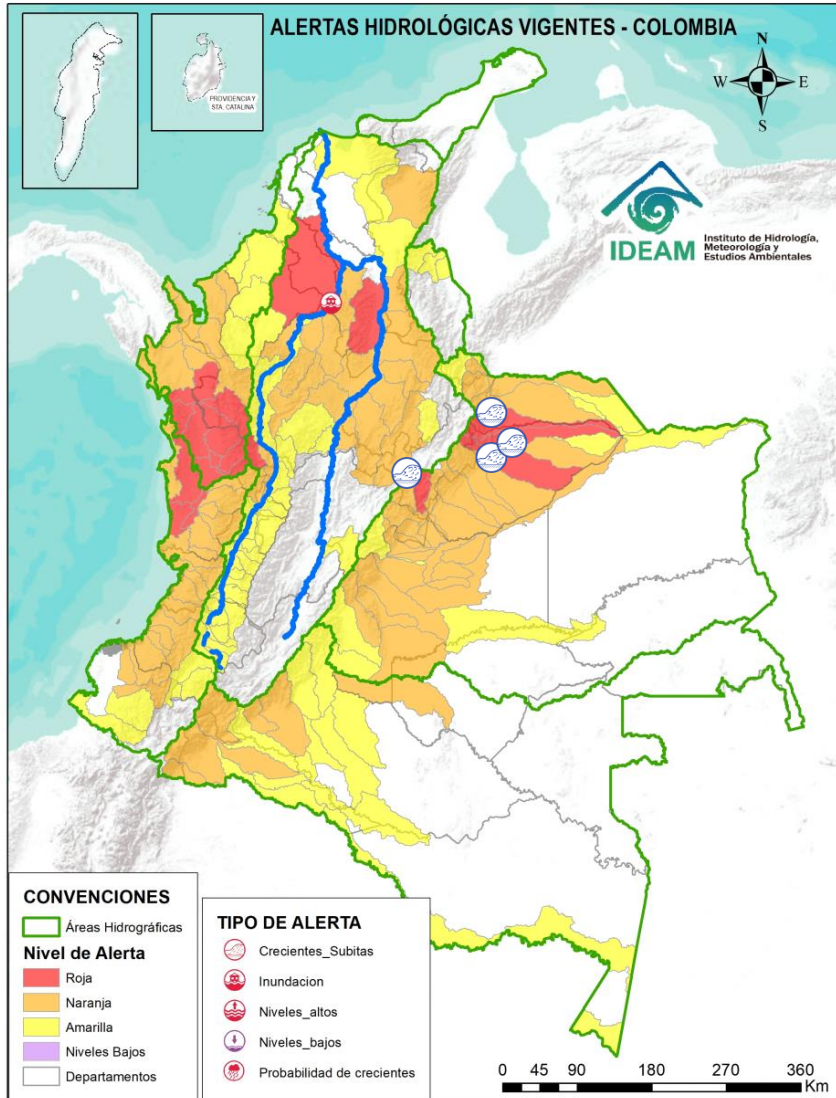 ALERTAS HIDROLÓGICAS VIGENTES - COLOMBIA
PROVIDENCIA Y
STA. CATALINA
N
W
E
S
IDEAM
Instituto de Hidrología,
Meteorología y
Estudios Ambientales
CONVENCIONES
Áreas Hidrográficas
Nivel de Alerta
Roja
Naranja
Amarilla
Niveles Bajos
Departamentos
TIPO DE ALERTA
Crecientes_Subitas
Inundacion
Niveles_altos
Niveles_bajos
Probabilidad de crecientes
0 45 90 180 270 360
Km